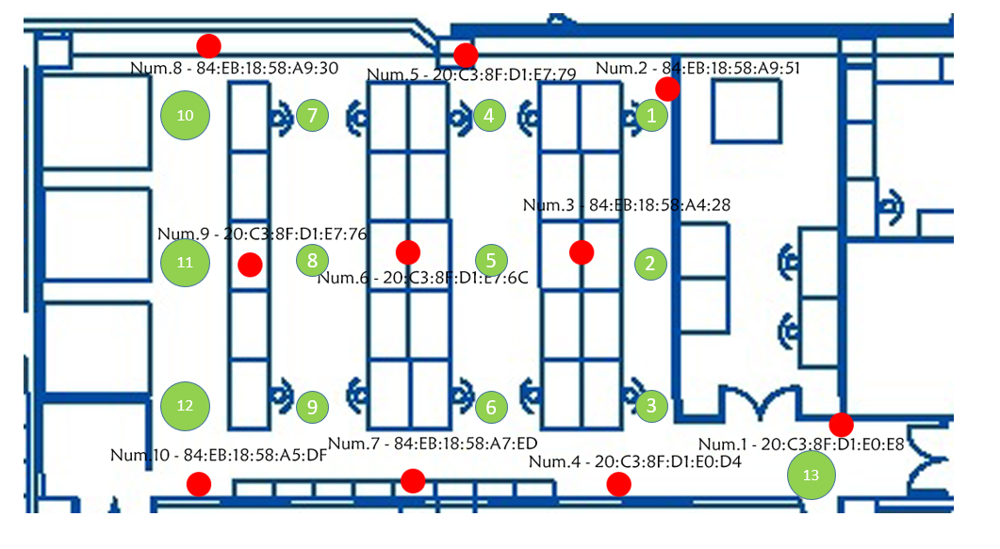 Num.8 - 84:EB:18:58:A9:30
Num.5 - 20:C3:8F:D1:E7:79
Num.2 - 84:EB:18:58:A9:51
10
7
4
1
Num.3 - 84:EB:18:58:A4:28
Num.9 - 20:C3:8F:D1:E7:76
11
8
5
2
Num.6 - 20:C3:8F:D1:E7:6C
12
9
6
3
Num.10 - 84:EB:18:58:A5:DF
Num.7 - 84:EB:18:58:A7:ED
Num.4 - 20:C3:8F:D1:E0:D4
Num.1 - 20:C3:8F:D1:E0:E8
13